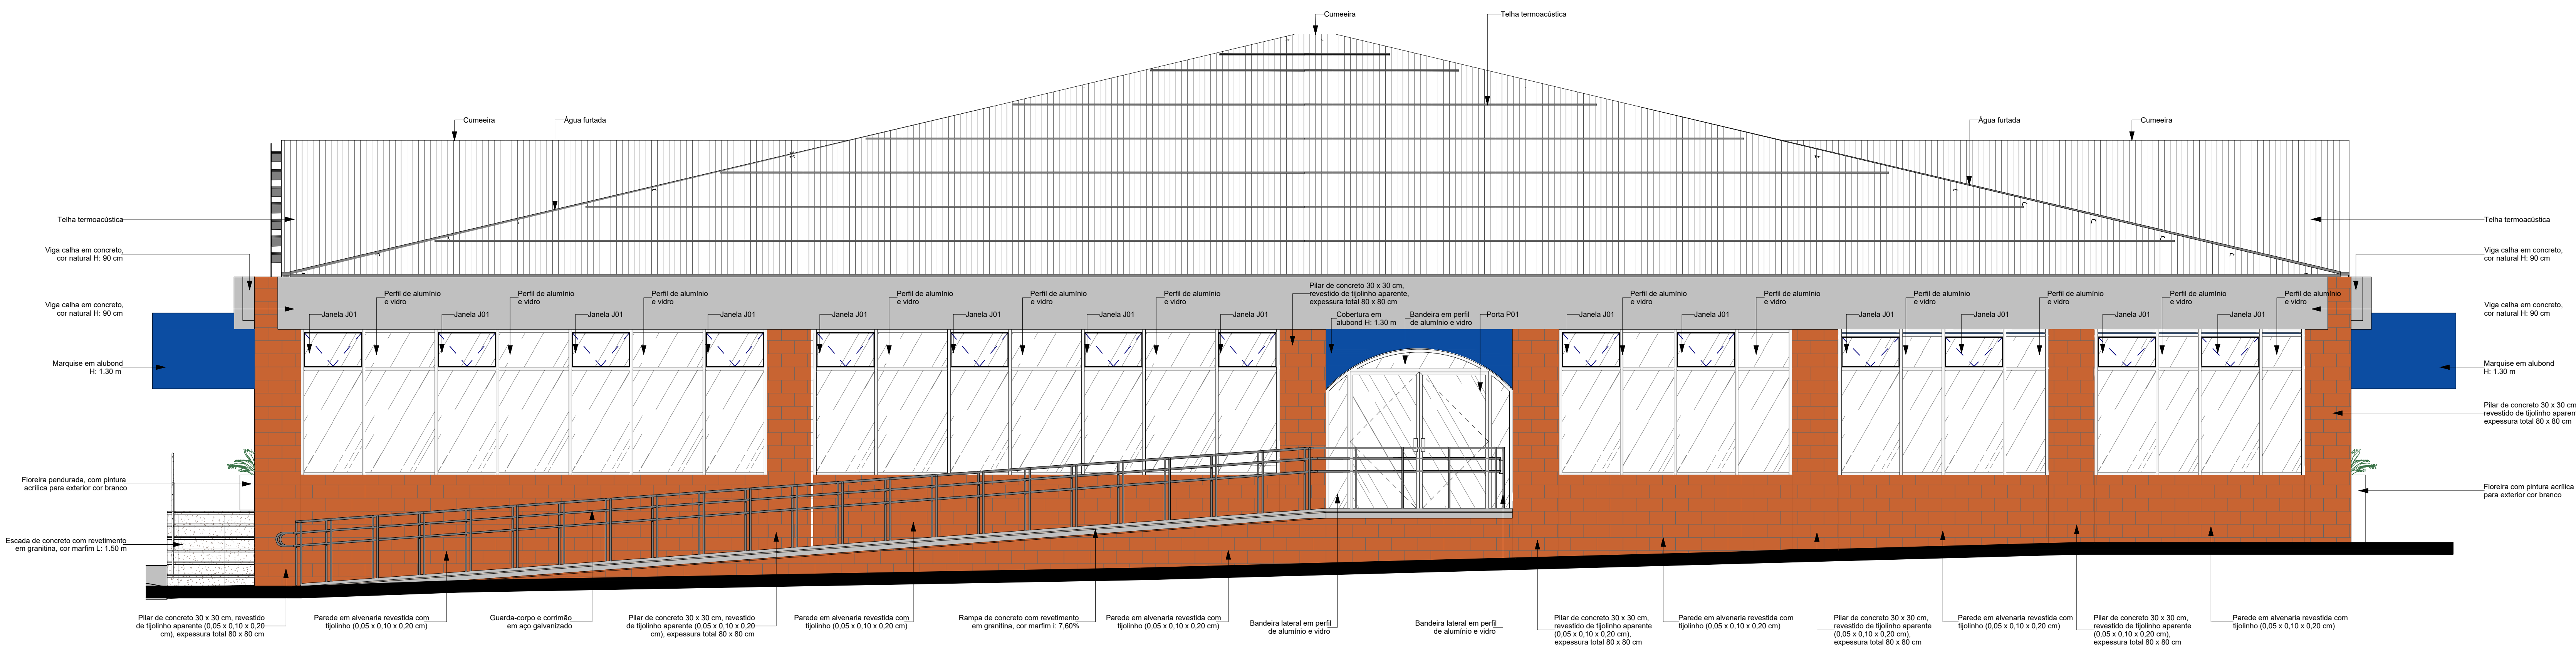 Cumeeira
Telha termoacústica
Cumeeira
Água furtada
Água furtada
Cumeeira
Telha termoacústica
Telha termoacústica
Viga calha em concreto,
cor natural H: 90 cm
Viga calha em concreto,
cor natural H: 90 cm
Viga calha em concreto,
cor natural H: 90 cm
Viga calha em concreto,
cor natural H: 90 cm
Perfil de alumínio
e vidro
Perfil de alumínio
e vidro
Perfil de alumínio
e vidro
Perfil de alumínio
e vidro
Perfil de alumínio
e vidro
Perfil de alumínio
e vidro
Pilar de concreto 30 x 30 cm,
revestido de tijolinho aparente,
expessura total 80 x 80 cm
Perfil de alumínio
e vidro
Perfil de alumínio
e vidro
Perfil de alumínio
e vidro
Perfil de alumínio
e vidro
Perfil de alumínio
e vidro
Perfil de alumínio
e vidro
Janela J01
Janela J01
Janela J01
Janela J01
Janela J01
Janela J01
Janela J01
Janela J01
Cobertura em
alubond H: 1.30 m
Bandeira em perfil
de alumínio e vidro
Porta P01
Janela J01
Janela J01
Janela J01
Janela J01
Janela J01
Janela J01
Marquise em alubond
H: 1.30 m
Marquise em alubond
H: 1.30 m
Pilar de concreto 30 x 30 cm
revestido de tijolinho aparen
expessura total 80 x 80 cm
Floreira pendurada, com pintura
acrílica para exterior cor branco
Floreira com pintura acrílica
para exterior cor branco
Escada de concreto com revetimento
em granitina, cor marfim L: 1.50 m
Pilar de concreto 30 x 30 cm, revestido
de tijolinho aparente (0,05 x 0,10 x 0,20
cm), expessura total 80 x 80 cm
Parede em alvenaria revestida com
tijolinho (0,05 x 0,10 x 0,20 cm)
Guarda-corpo e corrimão
em aço galvanizado
Pilar de concreto 30 x 30 cm, revestido
de tijolinho aparente (0,05 x 0,10 x 0,20
cm), expessura total 80 x 80 cm
Parede em alvenaria revestida com
tijolinho (0,05 x 0,10 x 0,20 cm)
Rampa de concreto com revetimento
em granitina, cor marfim i: 7,60%
Parede em alvenaria revestida com
tijolinho (0,05 x 0,10 x 0,20 cm)
Bandeira lateral em perfil
de alumínio e vidro
Bandeira lateral em perfil
de alumínio e vidro
Pilar de concreto 30 x 30 cm,
revestido de tijolinho aparente
(0,05 x 0,10 x 0,20 cm),
expessura total 80 x 80 cm
Parede em alvenaria revestida com
tijolinho (0,05 x 0,10 x 0,20 cm)
Pilar de concreto 30 x 30 cm,
revestido de tijolinho aparente
(0,05 x 0,10 x 0,20 cm),
expessura total 80 x 80 cm
Parede em alvenaria revestida com
tijolinho (0,05 x 0,10 x 0,20 cm)
Pilar de concreto 30 x 30 cm,
revestido de tijolinho aparente
(0,05 x 0,10 x 0,20 cm),
expessura total 80 x 80 cm
Parede em alvenaria revestida com
tijolinho (0,05 x 0,10 x 0,20 cm)